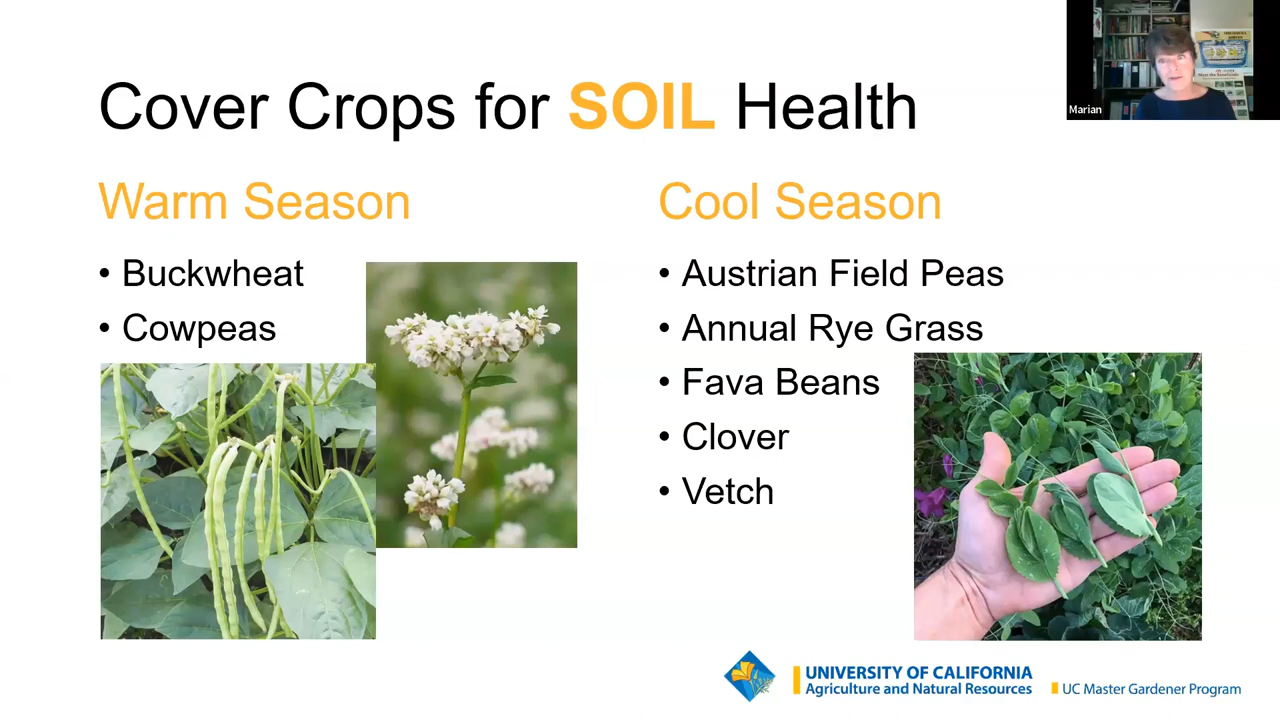 Cover Crops for SOIL Health
Marian
Warm Season
• Buckwheat
• Cowpeas
Cool Season
• Austrian Field Peas
• Annual Rye Grass
• Fava Beans
• Clover
• Vetch
UNIVERSITY OF CALIFORNIA
Agriculture and Natural Resources
UC Master Gardener Program